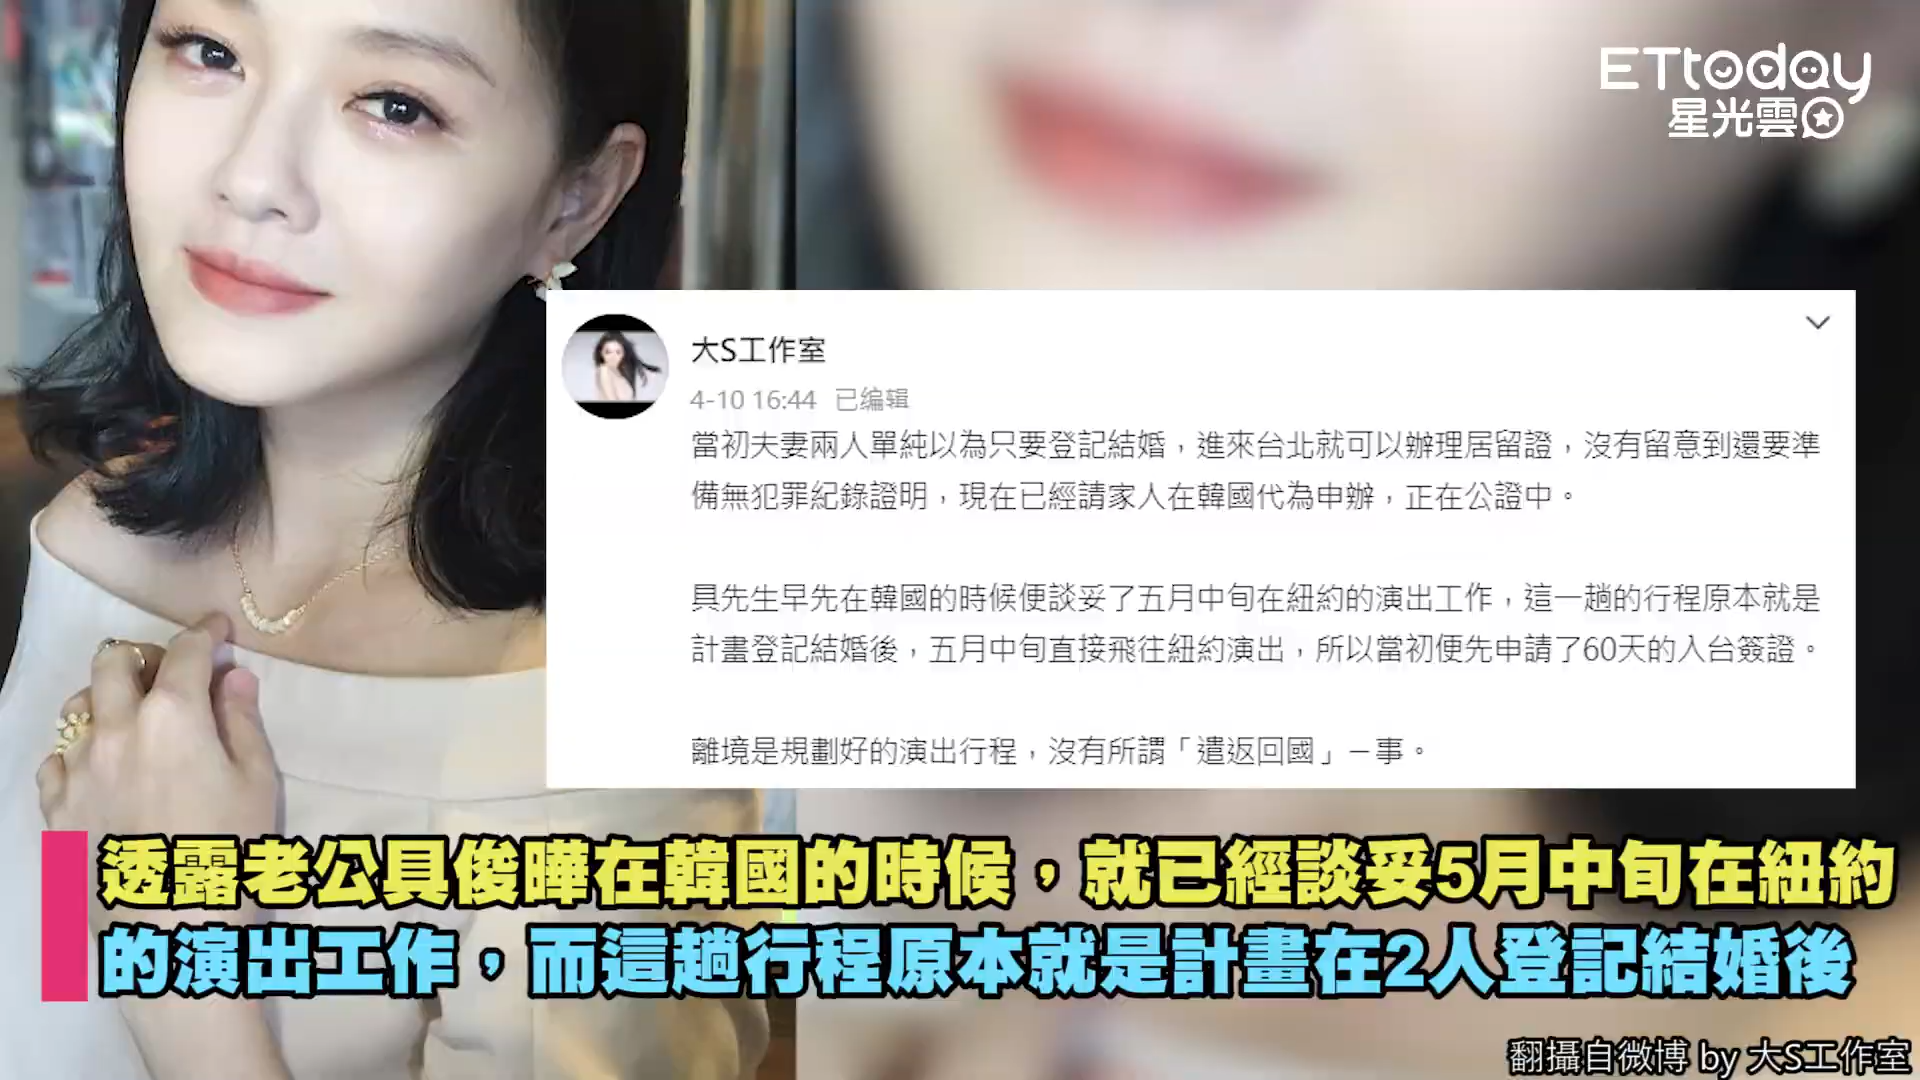 ETtoday
星光雲
大S工作室
4-10 16:44 已编辑
當初夫妻兩人單純以為只要登記結婚，進來台北就可以辦理居留證，沒有留意到還要準
備無犯罪紀錄證明，現在已經請家人在韓國代為申辦，正在公證中。
具先生早先在韓國的時候便談妥了五月中旬在紐約的演出工作，這一趟的行程原本就是
計畫登記結婚後，五月中旬直接飛往紐約演出，所以當初便先申請了60天的入台簽證。
離境是規劃好的演出行程，沒有所謂「遣返回國」一事。
透露老公具俊曄在韓國的時候，就已經談妥5月中旬在紐約
的演出工作，而這趟行程原本就是計畫在2人登記結婚後
翻攝自微博 by 大S工作室